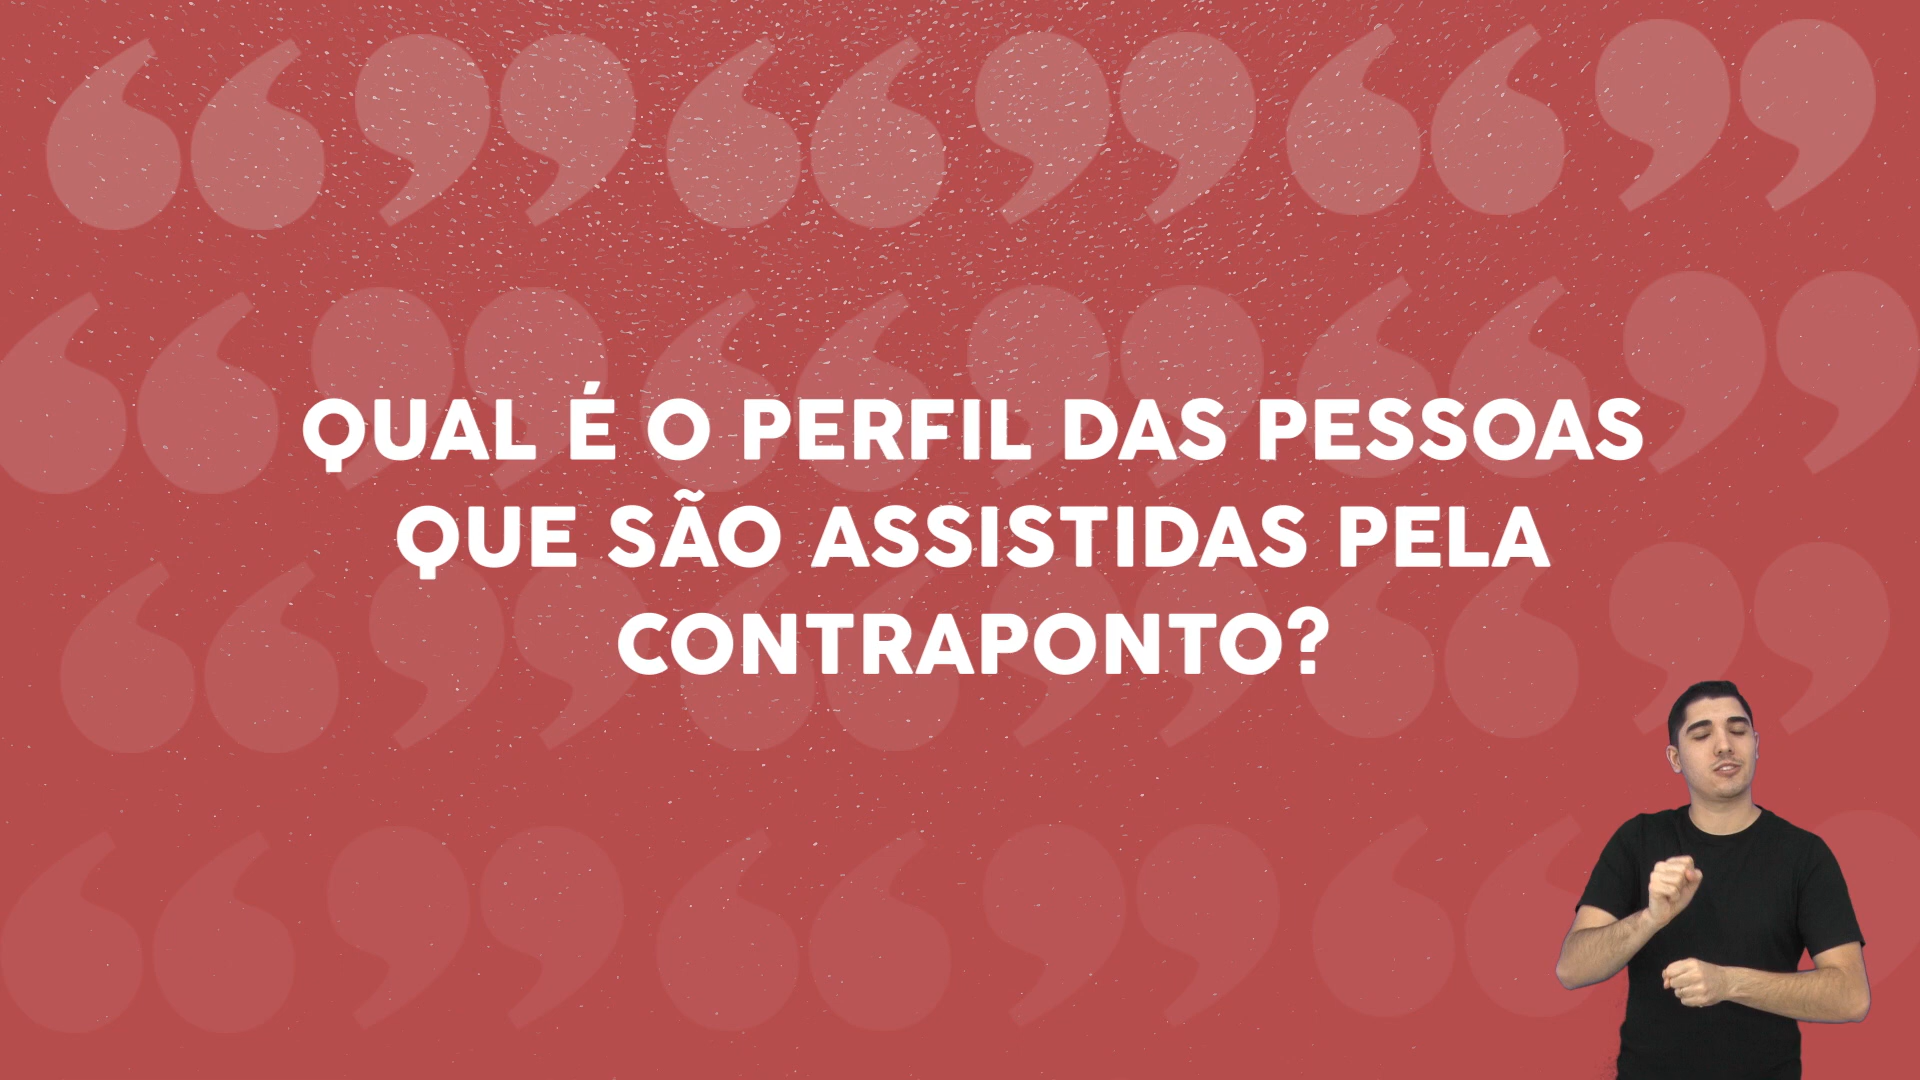 QUAL É O PERFIL DAS PESSOAS
QUE SÃO ASSISTIDAS PELA
CONTRAPONTO?